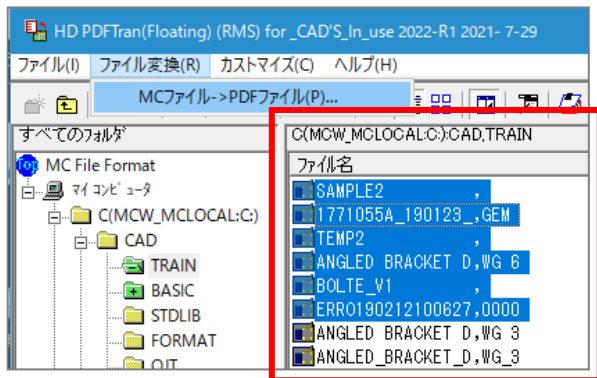 HD PDFTran(Floating) (RMS) for _CAD'S_In_use 2022-R1 2021- 7-29
ファイル(I) ファイル変換(R) カストマイズ(C) ヘルプ(H)
MCファイル->PDFファイル(P)...
すべてのフォルダ
C(MCW_MCLOCAL:C:):CAD,TRAIN
Top MC File Format
マイ コンピュータ
C(MCW_MCLOCAL:C:)
CAD
TRAIN
BASIC
STDLIB
FORMAT
OJT
ファイル名
SAMPLE2 ,
1771055A_190123_,GEM
TEMP2 ,
ANGLED BRACKET D,WG 6
BOLTE_V1 ,
ERRO190212100627,0000
ANGLED BRACKET D,WG 3
ANGLED_BRACKET_D,WG_3